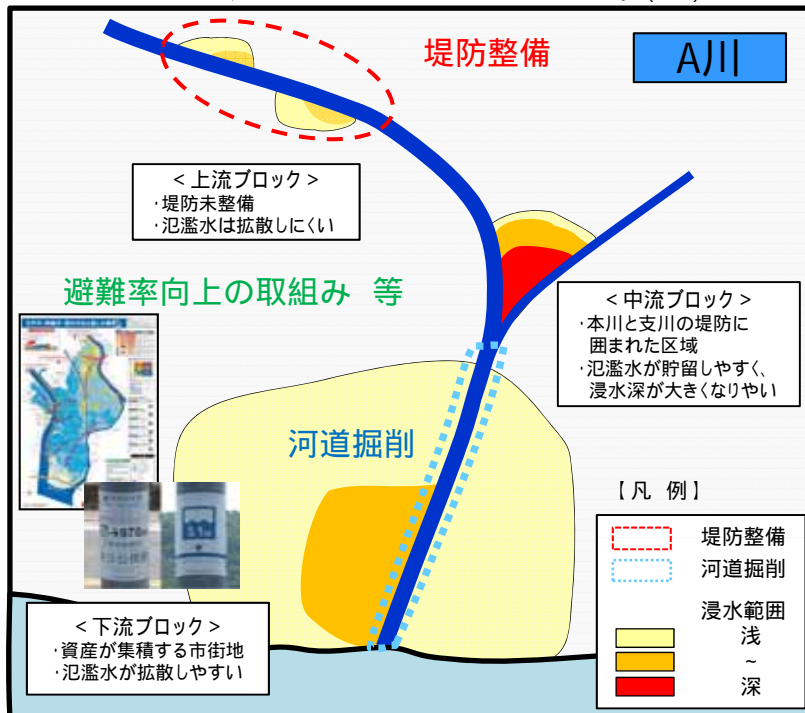 堤防整備
A川
<上流ブロック>
・堤防未整備
・氾濫水は拡散しにくい
避難率向上の取組み 等
<中流ブロック>
・本川と支川の堤防に
囲まれた区域
・氾濫水が貯留しやすく、
浸水深が大きくなりやい
河道掘削
【凡 例】
堤防整備
河道掘削
浸水範囲
浅
~
深
<下流ブロック>
・資産が集積する市街地
・氾濫水が拡散しやすい